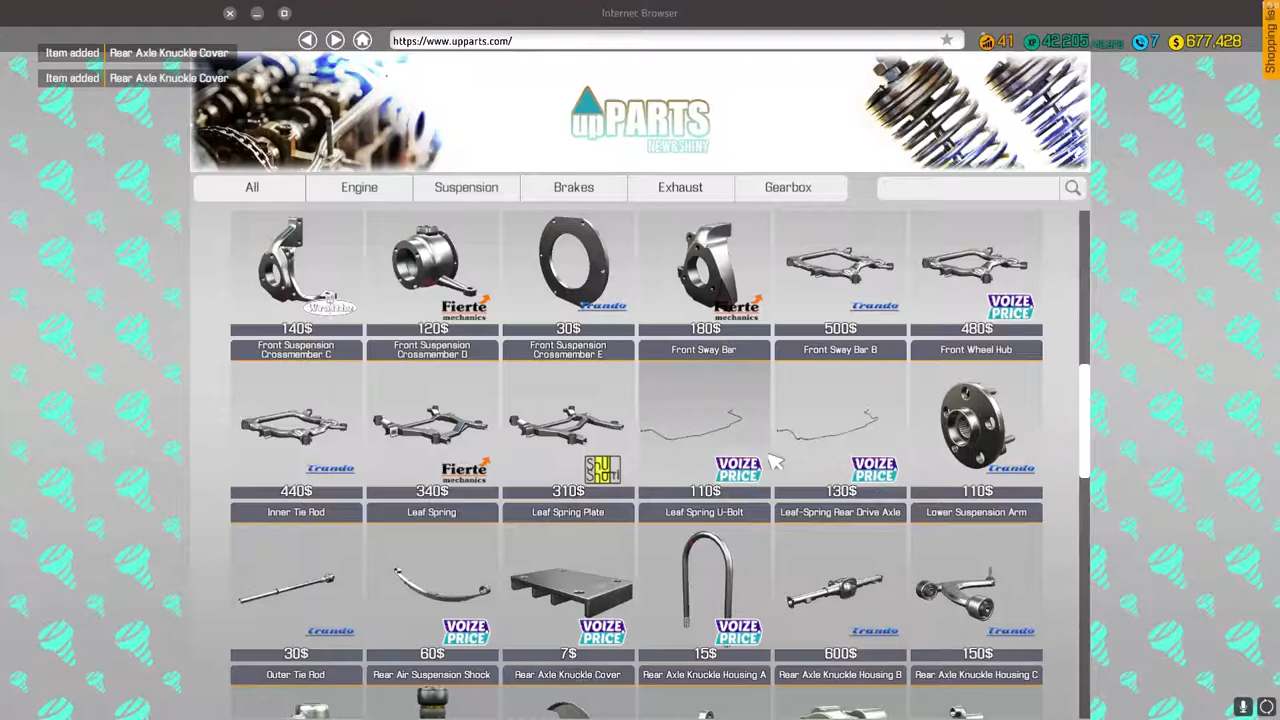 Internet Browser
https://www.upparts.com/
41
42,205
7
677,428
Shopping list
Item added Rear Axle Knuckle Cover
Item added Rear Axle Knuckle Cover
upPARTS
NEW&SHINY
All Engine Suspension Brakes Exhaust Gearbox
Fierte mechanics
Trando
Fierte mechanics
Trando
VOIZE PRICE
140$ 120$ 30$ 180$ 500$ 480$
Front Suspension Crossmember C
Front Suspension Crossmember D
Front Suspension Crossmember E
Front Sway Bar
Front Sway Bar B
Front Wheel Hub
Trando
Fierte mechanics
VOIZE PRICE
VOIZE PRICE
Trando
440$ 340$ 310$ 110$ 130$ 110$
Inner Tie Rod
Leaf Spring
Leaf Spring Plate
Leaf Spring U-Bolt
Leaf-Spring Rear Drive Axle
Lower Suspension Arm
Trando
VOIZE PRICE
VOIZE PRICE
VOIZE PRICE
Trando
Trando
30$ 60$ 7$ 15$ 600$ 150$
Outer Tie Rod
Rear Air Suspension Shock
Rear Axle Knuckle Cover
Rear Axle Knuckle Housing A
Rear Axle Knuckle Housing B
Rear Axle Knuckle Housing C